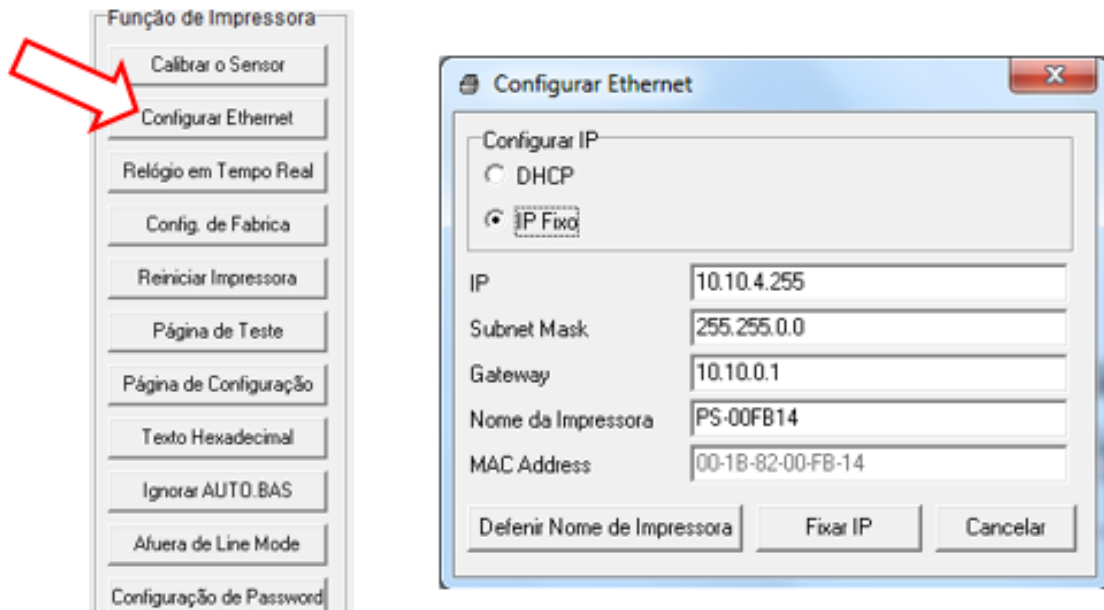 Função de Impressora
Calibrar o Sensor
Configurar Ethernet
Relógio em Tempo Real
Config. de Fabrica
Reiniciar Impressora
Página de Teste
Página de Configuração
Texto Hexadecimal
Ignorar AUTO.BAS
Afuera de Line Mode
Configuração de Password
Configurar Ethernet
Configurar IP
DHCP
IP Fixo
IP 10.10.4.255
Subnet Mask 255.255.0.0
Gateway 10.10.0.1
Nome da Impressora PS-00FB14
MAC Address 00-1B-82-00-FB-14
Defenir Nome de Impressora Fixar IP Cancelar